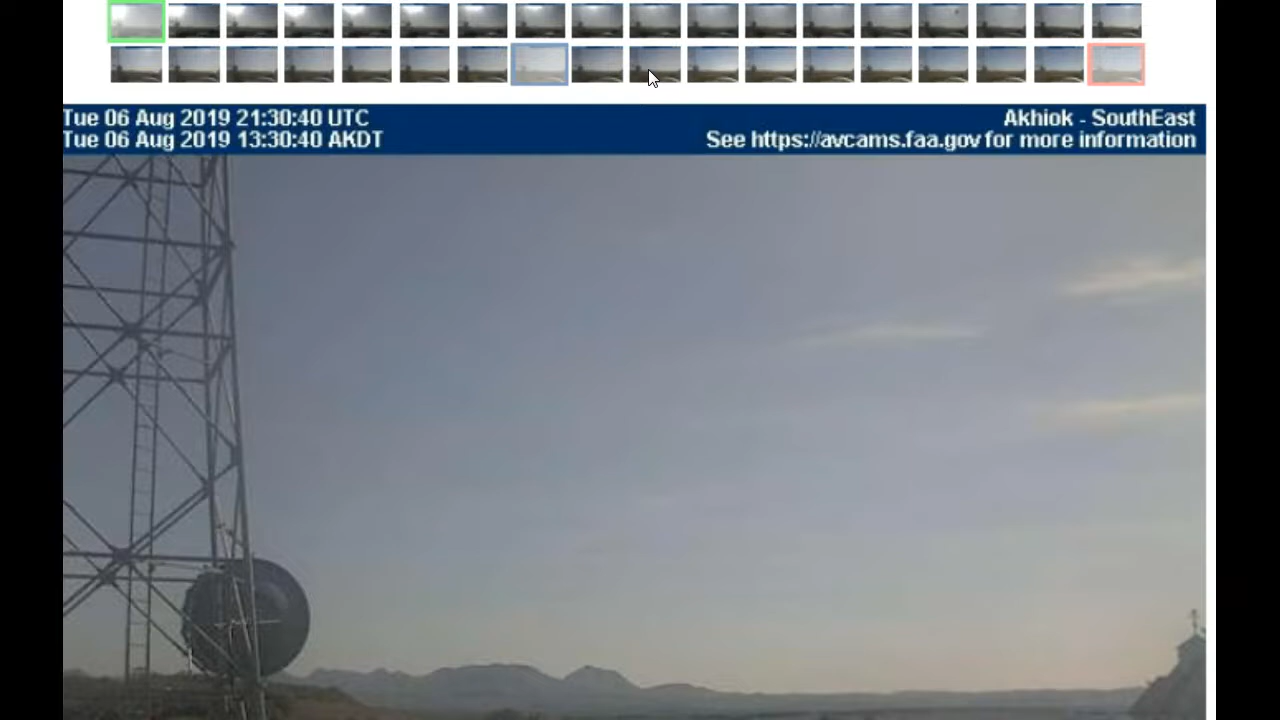 Tue 06 Aug 2019 21:30:40 UTC
Akhiok - SouthEast
Tue 06 Aug 2019 13:30:40 AKDT
See https://avcams.faa.gov for more information